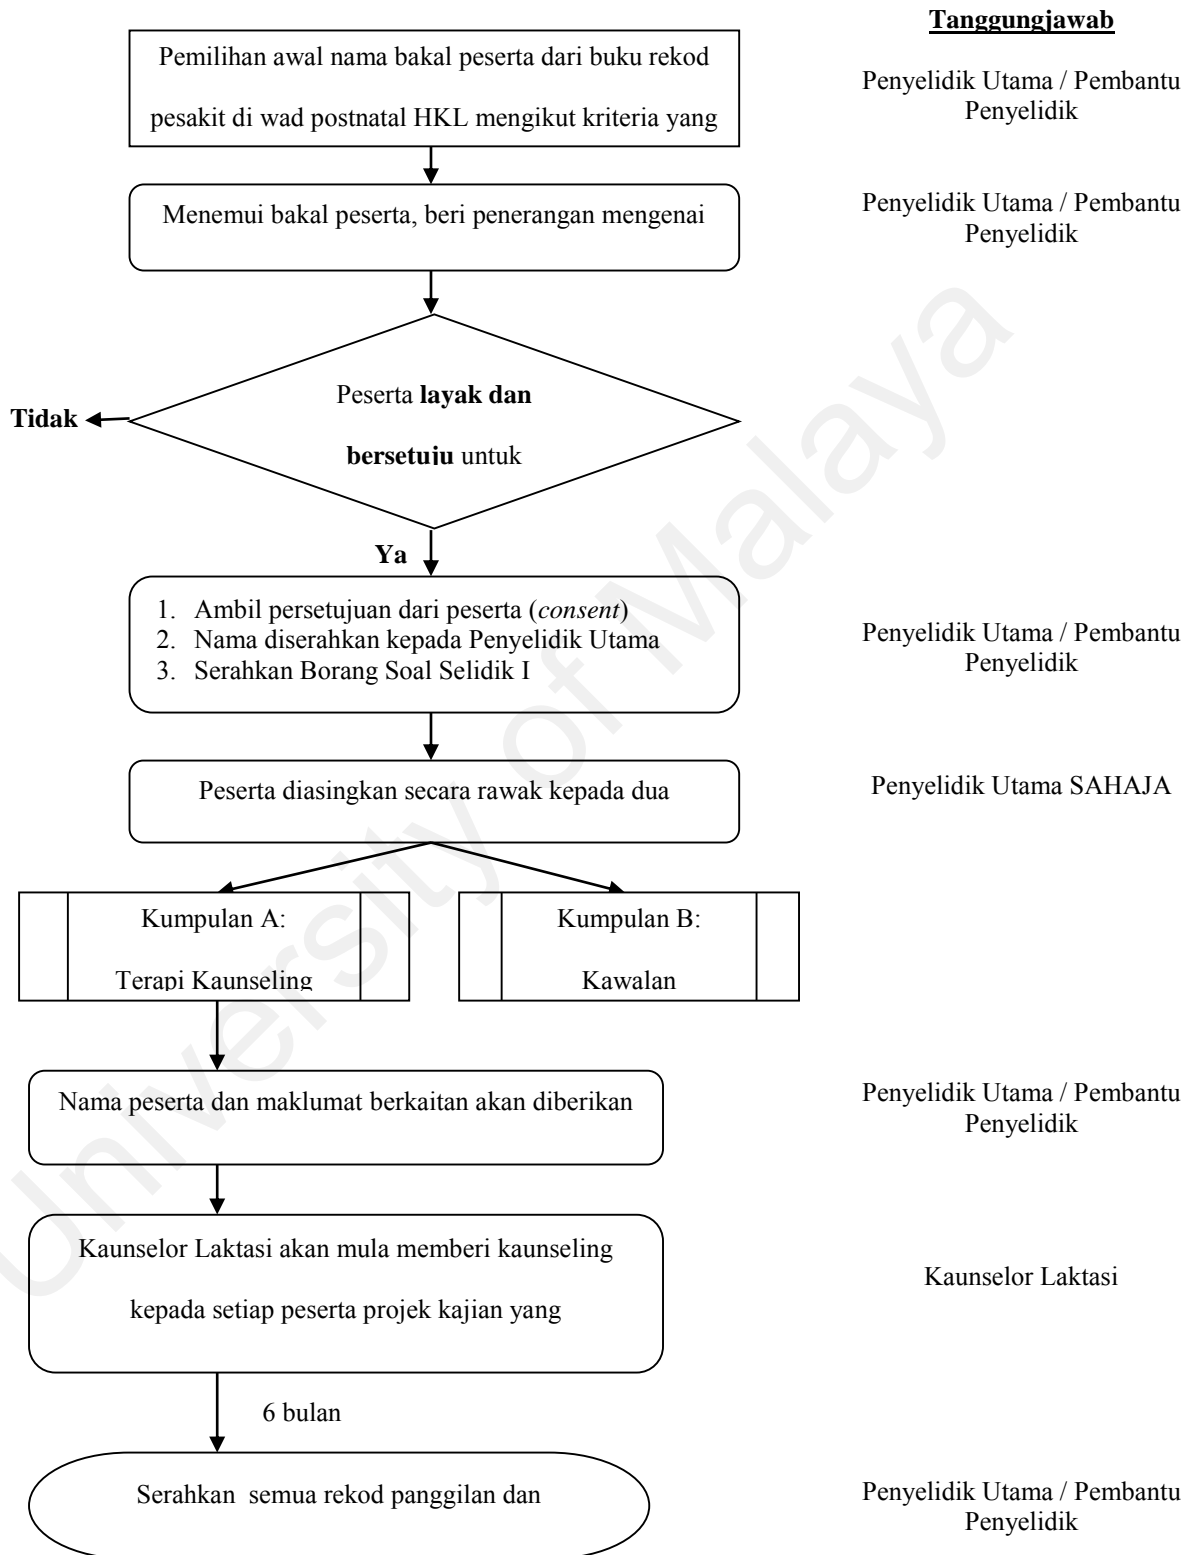 Tanggungjawab
Pemilihan awal nama bakal peserta dari buku rekod
pesakit di wad postnatal HKL mengikut kriteria yang
Penyelidik Utama / Pembantu
Penyelidik
Menemui bakal peserta, beri penerangan mengenai
Penyelidik Utama / Pembantu
Penyelidik
Peserta layak dan
bersetuju untuk
Tidak
Ya
1. Ambil persetujuan dari peserta (consent)
2. Nama diserahkan kepada Penyelidik Utama
3. Serahkan Borang Soal Selidik I
Penyelidik Utama / Pembantu
Penyelidik
Peserta diasingkan secara rawak kepada dua
Penyelidik Utama SAHAJA
Kumpulan A:
Terapi Kaunseling
Kumpulan B:
Kawalan
Nama peserta dan maklumat berkaitan akan diberikan
Penyelidik Utama / Pembantu
Penyelidik
Kaunselor Laktasi akan mula memberi kaunseling
kepada setiap peserta projek kajian yang
Kaunselor Laktasi
6 bulan
Serahkan semua rekod panggilan dan
Penyelidik Utama / Pembantu
Penyelidik
University of Malaya